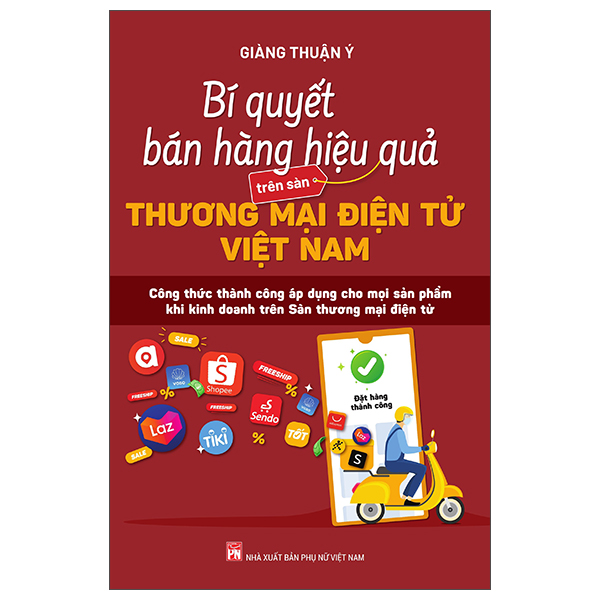 GIÀNG THUẬN Ý
Bí quyết
bán hàng hiệu quả
trên sàn
THƯƠNG MẠI ĐIỆN TỬ
VIỆT NAM
Công thức thành công áp dụng cho mọi sản phẩm
khi kinh doanh trên Sàn thương mại điện tử
SALE
FREESHIP
Shopee
FREESHIP
FREESHIP
Sendo
Laz
TIKI
TỐT
%
%
%
SALE
Đặt hàng
thành công
Laz
S
PN
NHÀ XUẤT BẢN PHỤ NỮ VIỆT NAM